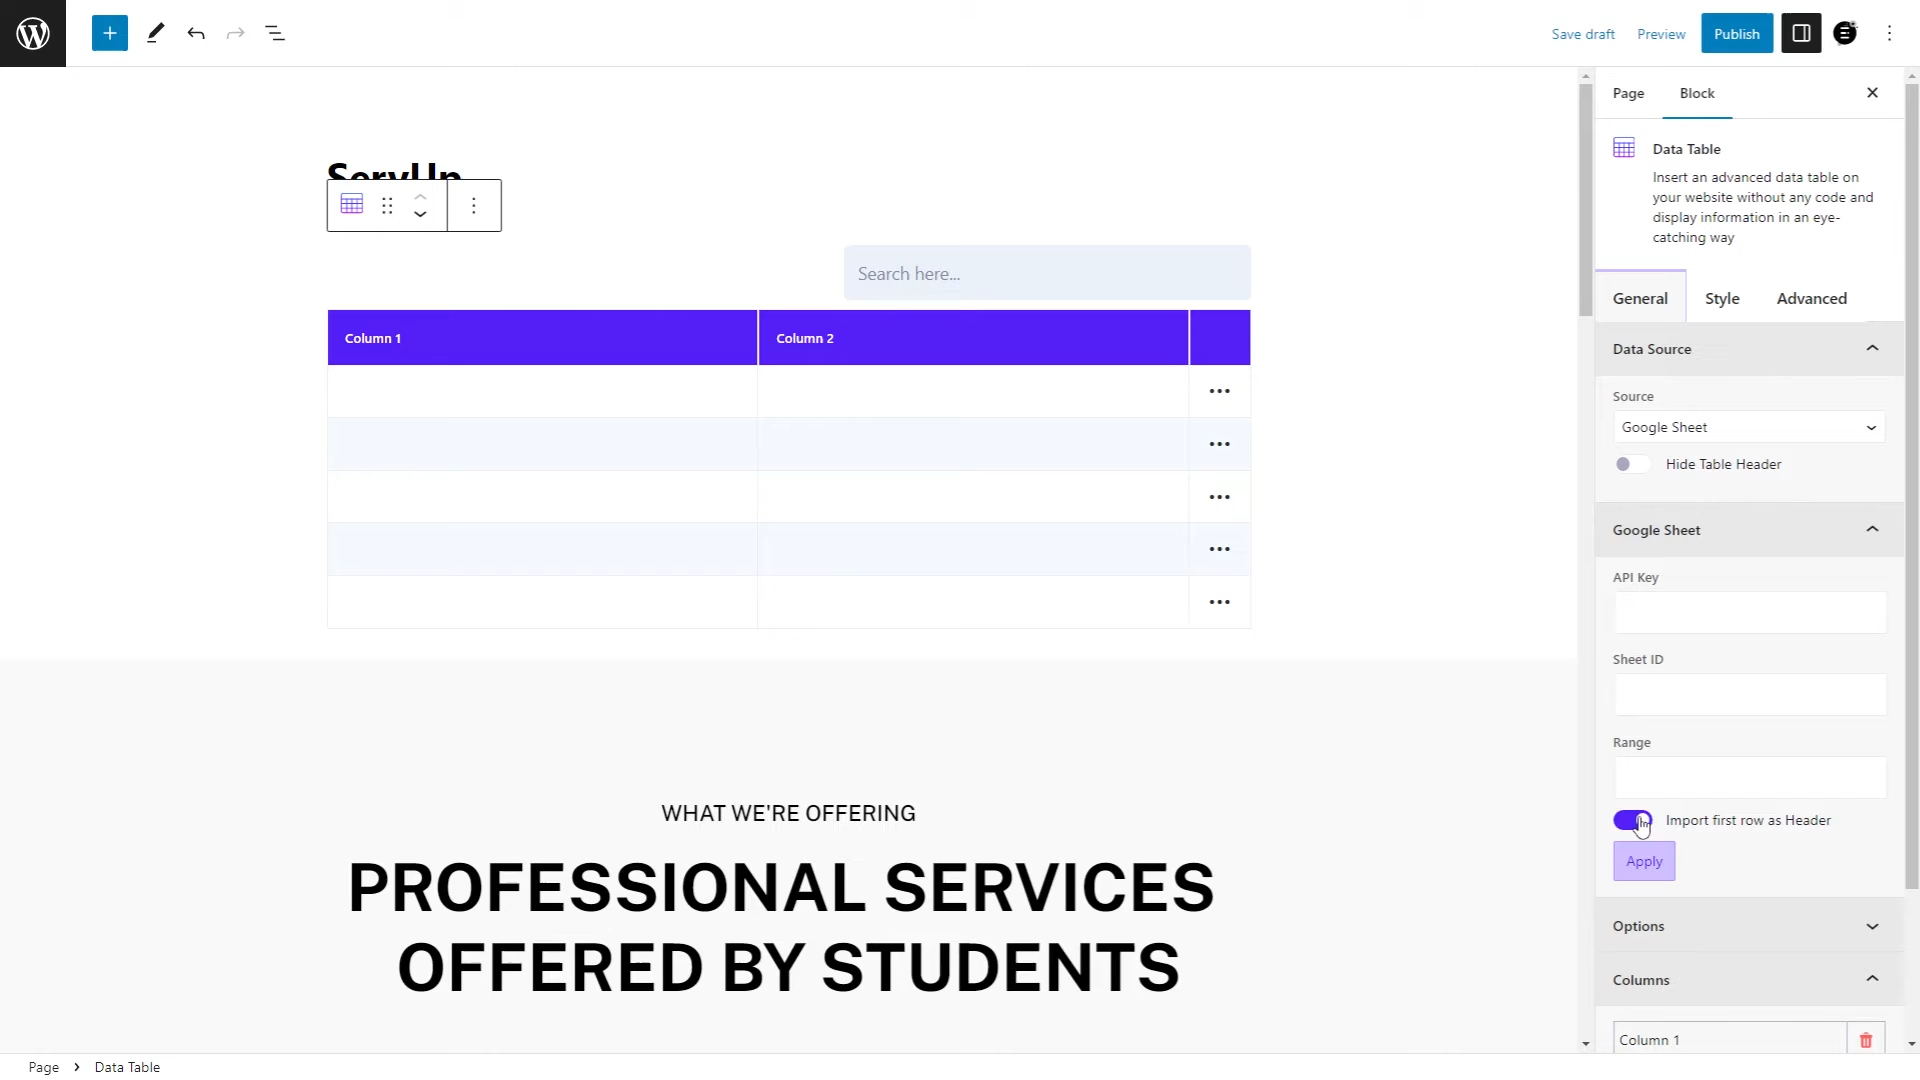 Save draft
Preview
Publish
ServUp
Search here...
Column 1
Column 2
WHAT WE'RE OFFERING
PROFESSIONAL SERVICES
OFFERED BY STUDENTS
Page
Block
Data Table
Insert an advanced data table on
your website without any code and
display information in an eye-
catching way
General
Style
Advanced
Data Source
Source
Google Sheet
Hide Table Header
Google Sheet
API Key
Sheet ID
Range
Import first row as Header
Apply
Options
Columns
Column 1
Page
Data Table